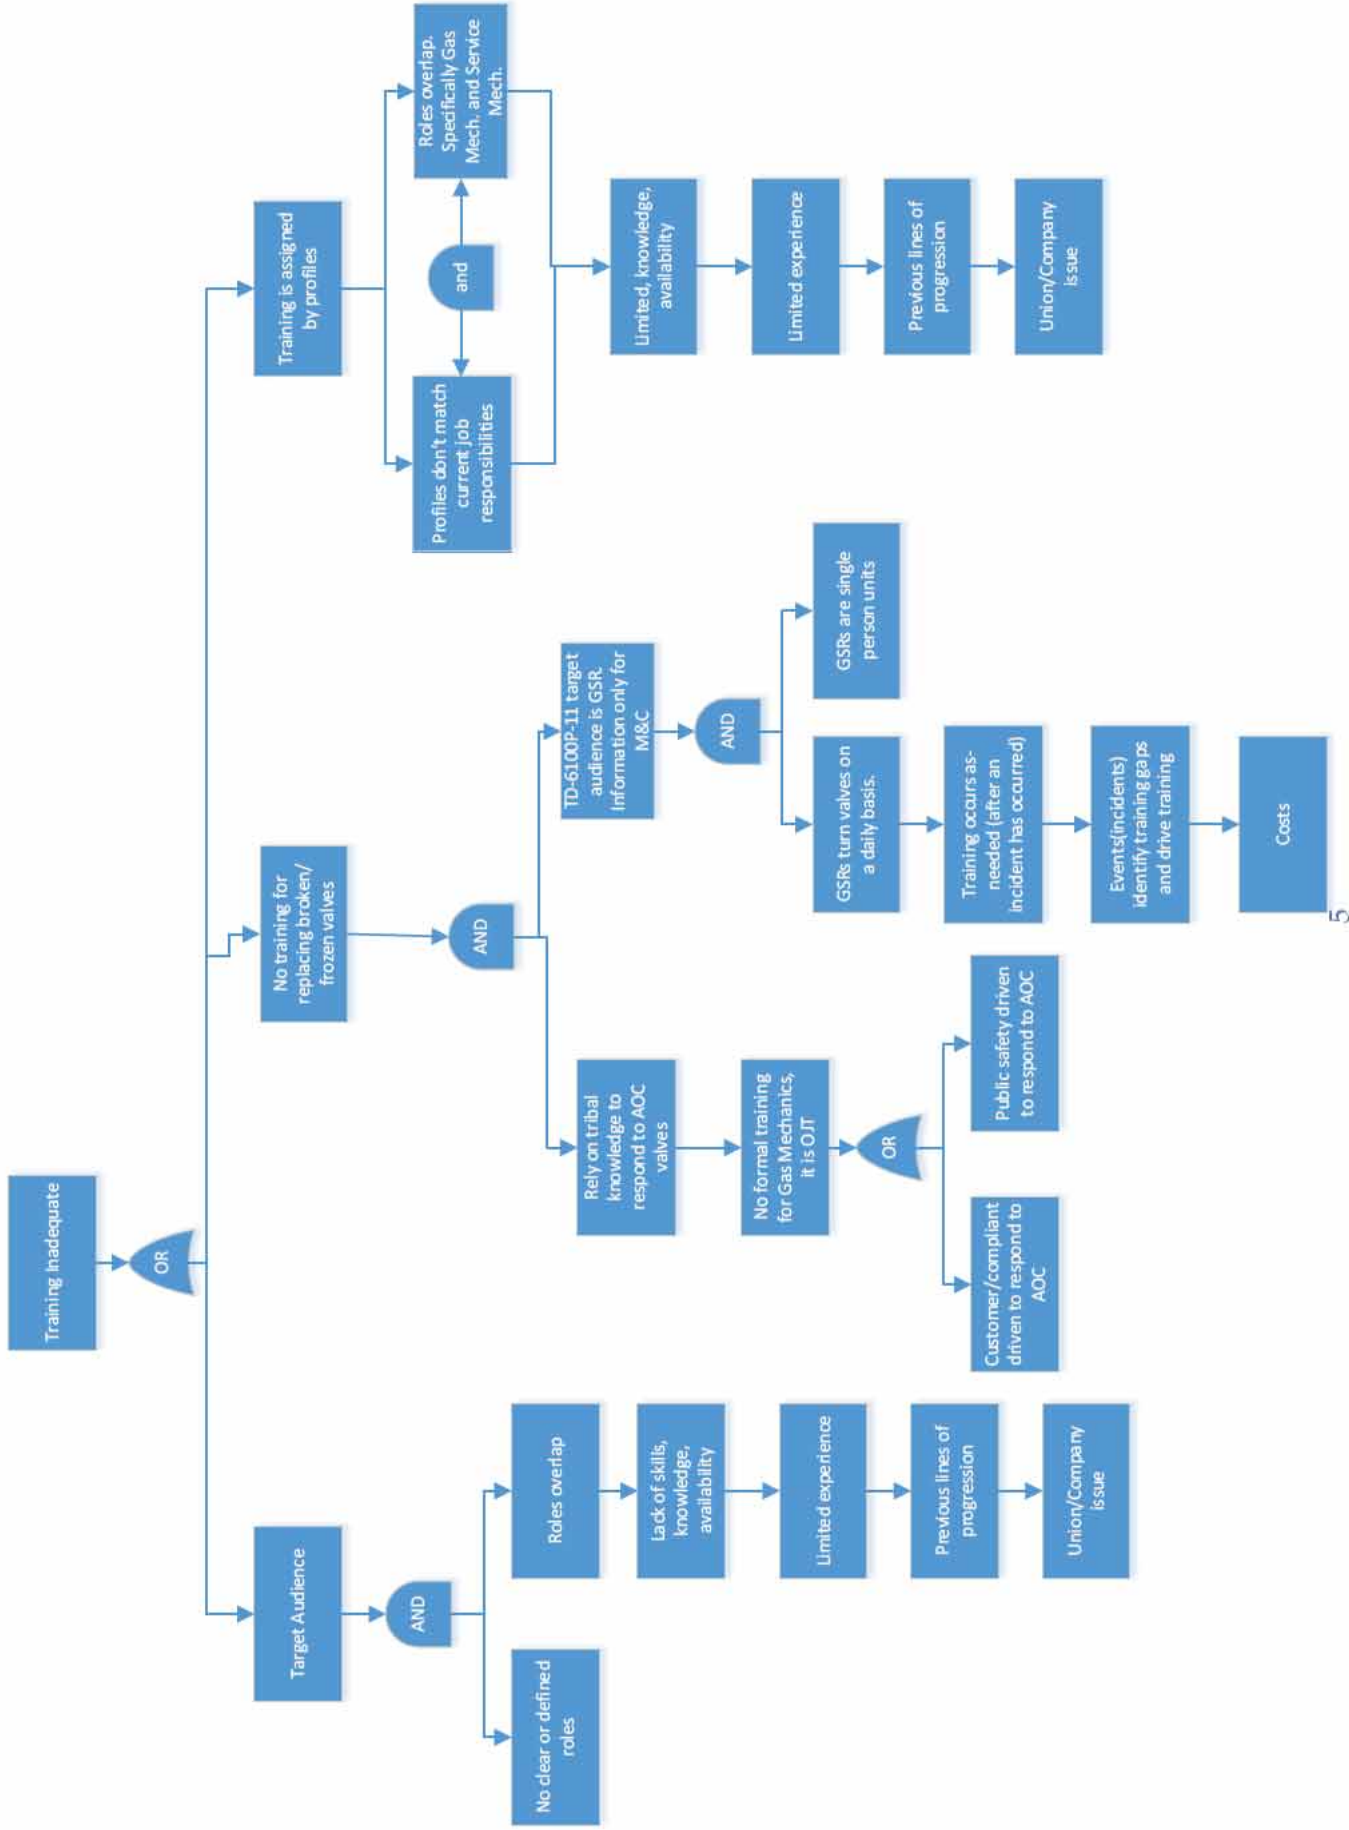 Training Inadequate
OR
Target Audience
AND
No clear or defined
roles
Roles overlap
Lack of skills,
knowledge,
availability
Limited experience
Previous lines of
progression
Union/Company
issue
No training for
replacing broken/
frozen valves
AND
Rely on tribal
knowledge to
respond to AOC
valves
No formal training
for Gas Mechanics,
it is OJT
OR
Customer/compliant
driven to respond to
AOC
Public safety driven
to respond to AOC
TD-6100P-11 target
audience is GSR.
Information only for
M&C
AND
GSRs turn valves on
a daily basis.
Training occurs as-
needed (after an
incident has occurred)
Events(incidents)
identify training gaps
and drive training
Costs
GSRs are single
person units
Training is assigned
by profiles
Profiles don't match
current job
responsibilities
and
Roles overlap.
Specifically Gas
Mech. and Service
Mech.
Limited, knowledge,
availability
Limited experience
Previous lines of
progression
Union/Company
issue
5